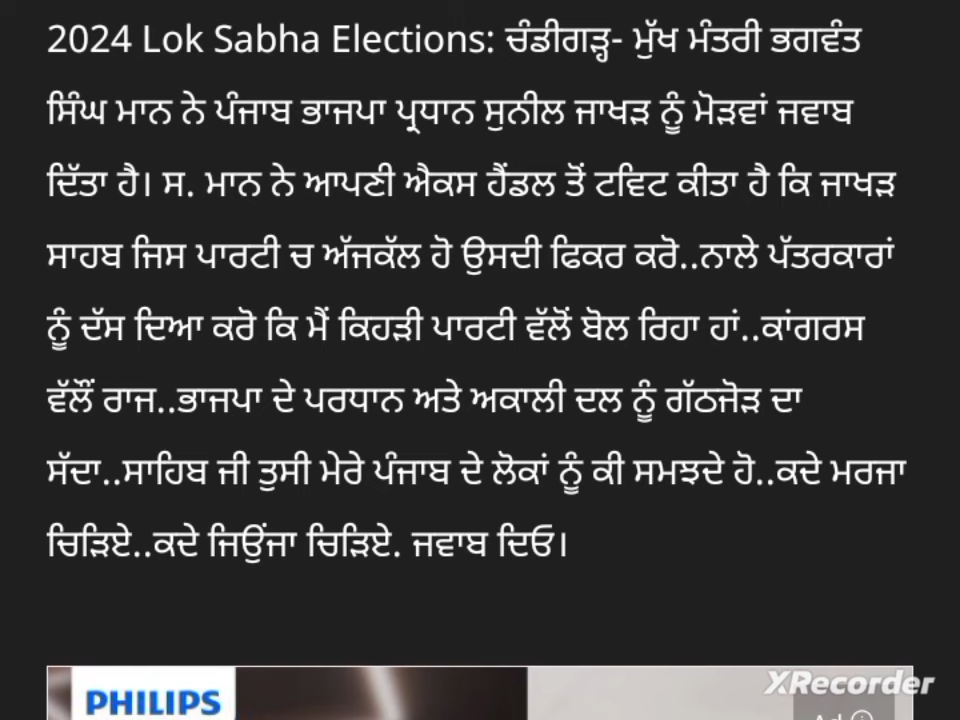 2024 Lok Sabha Elections: ਚੰਡੀਗੜ੍ਹ- ਮੁੱਖ ਮੰਤਰੀ ਭਗਵੰਤ
ਸਿੰਘ ਮਾਨ ਨੇ ਪੰਜਾਬ ਭਾਜਪਾ ਪ੍ਰਧਾਨ ਸੁਨੀਲ ਜਾਖੜ ਨੂੰ ਮੋੜਵਾਂ ਜਵਾਬ
ਦਿੱਤਾ ਹੈ। ਸ. ਮਾਨ ਨੇ ਆਪਣੀ ਐਕਸ ਹੈਂਡਲ ਤੋਂ ਟਵਿਟ ਕੀਤਾ ਹੈ ਕਿ ਜਾਖੜ
ਸਾਹਬ ਜਿਸ ਪਾਰਟੀ ਚ ਅੱਜਕੱਲ ਹੋ ਉਸਦੀ ਫਿਕਰ ਕਰੋ..ਨਾਲੇ ਪੱਤਰਕਾਰਾਂ
ਨੂੰ ਦੱਸ ਦਿਆ ਕਰੋ ਕਿ ਮੈਂ ਕਿਹੜੀ ਪਾਰਟੀ ਵੱਲੋਂ ਬੋਲ ਰਿਹਾ ਹਾਂ..ਕਾਂਗਰਸ
ਵੱਲੌਂ ਰਾਜ..ਭਾਜਪਾ ਦੇ ਪਰਧਾਨ ਅਤੇ ਅਕਾਲੀ ਦਲ ਨੂੰ ਗੱਠਜੋੜ ਦਾ
ਸੱਦਾ..ਸਾਹਿਬ ਜੀ ਤੁਸੀ ਮੇਰੇ ਪੰਜਾਬ ਦੇ ਲੋਕਾਂ ਨੂੰ ਕੀ ਸਮਝਦੇ ਹੋ..ਕਦੇ ਮਰਜਾ
ਚਿੜਿਏ..ਕਦੇ ਜਿਉਂਜਾ ਚਿੜਿਏ. ਜਵਾਬ ਦਿਓ।
XRecorder
PHILIPS
Ad